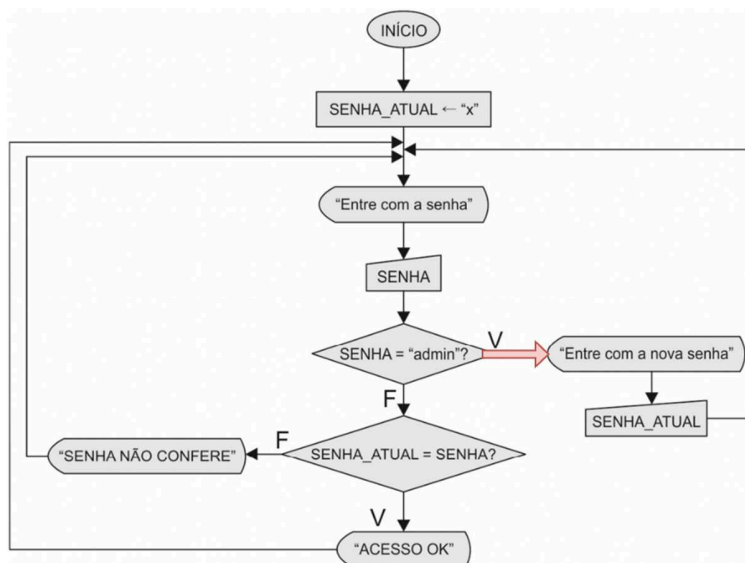 INÍCIO
SENHA_ATUAL ← “x”
“Entre com a senha”
SENHA
SENHA = “admin”?
V
“Entre com a nova senha”
F
SENHA_ATUAL
SENHA_ATUAL = SENHA?
F
“SENHA NÃO CONFERE”
V
“ACESSO OK”